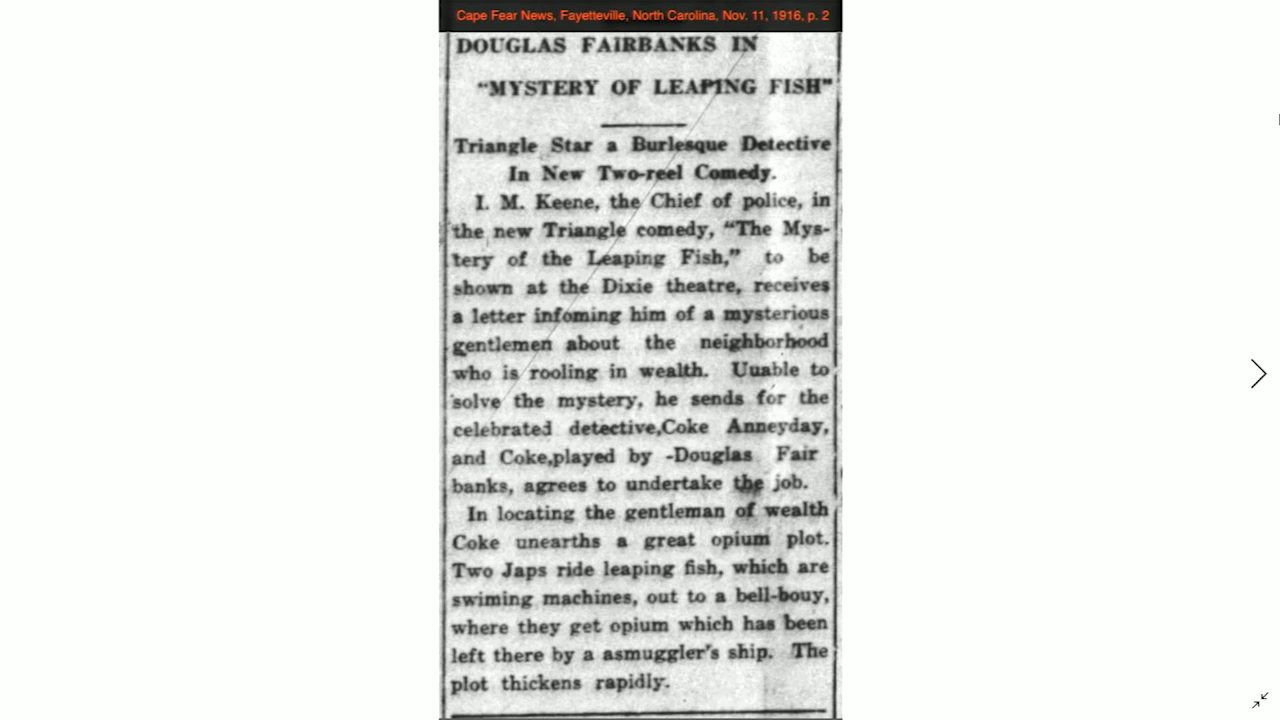 Cape Fear News, Fayetteville, North Carolina, Nov. 11, 1916, p. 2
DOUGLAS FAIRBANKS IN
"MYSTERY OF LEAPING FISH"
Triangle Star a Burlesque Detective
In New Two-reel Comedy.
I. M. Keene, the Chief of police, in
the new Triangle comedy, "The Mys-
tery of the Leaping Fish," to be
shown at the Dixie theatre, receives
a letter infoming him of a mysterious
gentlemen about the neighborhood
who is rooling in wealth. Uuable to
solve the mystery, he sends for the
celebrated detective,Coke Anneyday,
and Coke,played by -Douglas Fair
banks, agrees to undertake the job.
In locating the gentleman of wealth
Coke unearths a great opium plot.
Two Japs ride leaping fish, which are
swiming machines, out to a bell-bouy,
where they get opium which has been
left there by a asmuggler's ship. The
plot thickens rapidly.